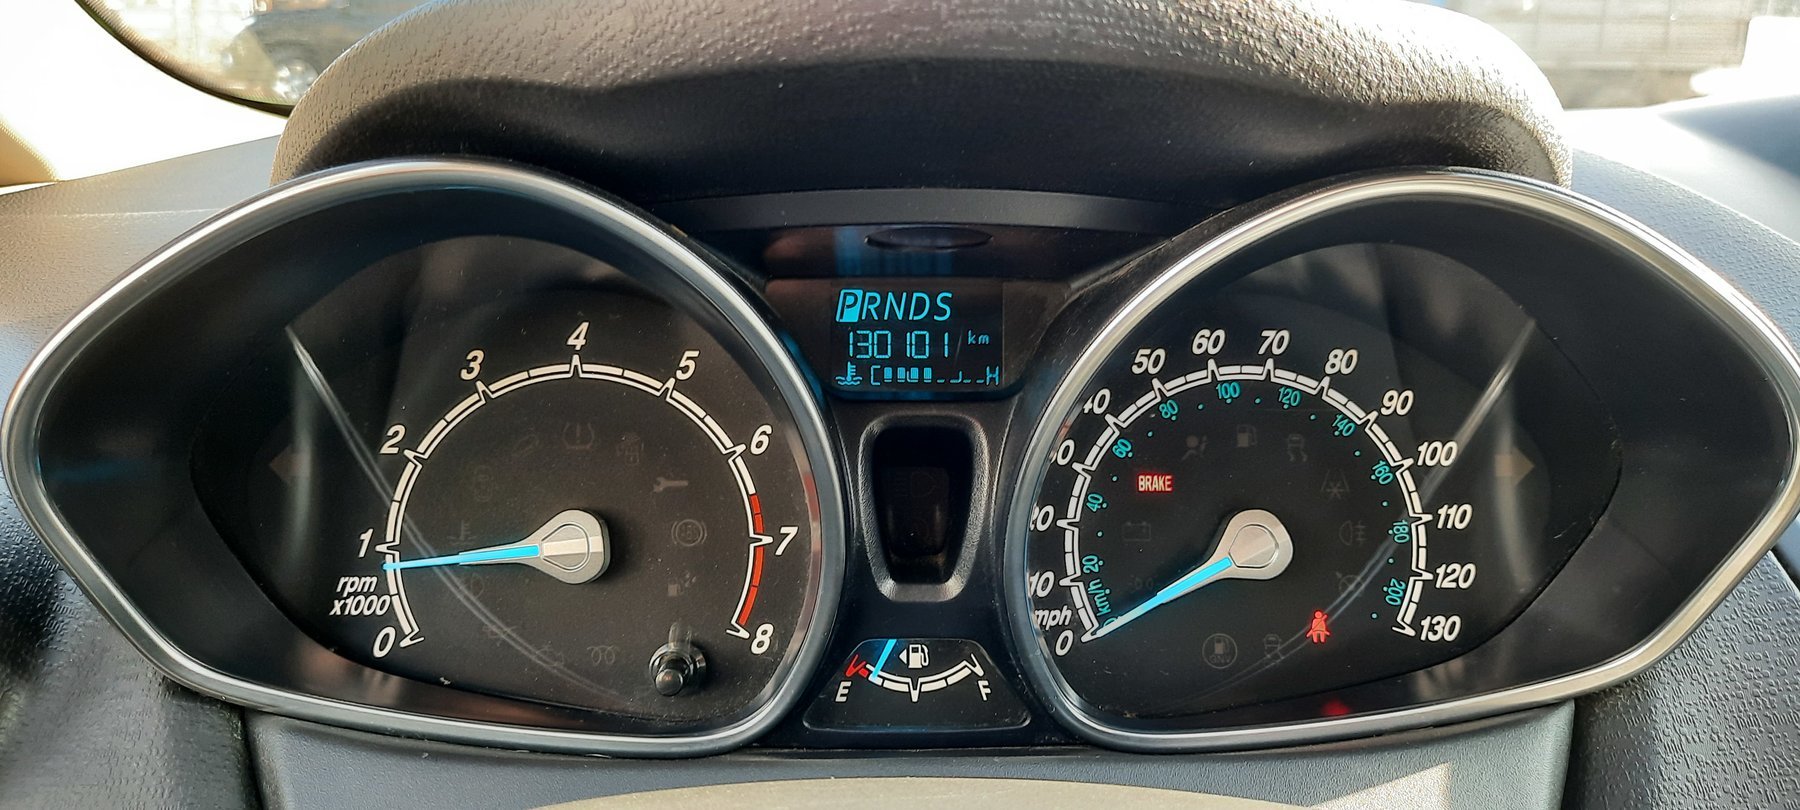 PRNDS
130101 km
C H
0 1 2 3 4 5 6 7 8
rpm
x1000
E F
0 10 20 30 40 50 60 70 80 90 100 110 120 130
mph
km/h
20 40 60 80 100 120 140 160 180 200
BRAKE